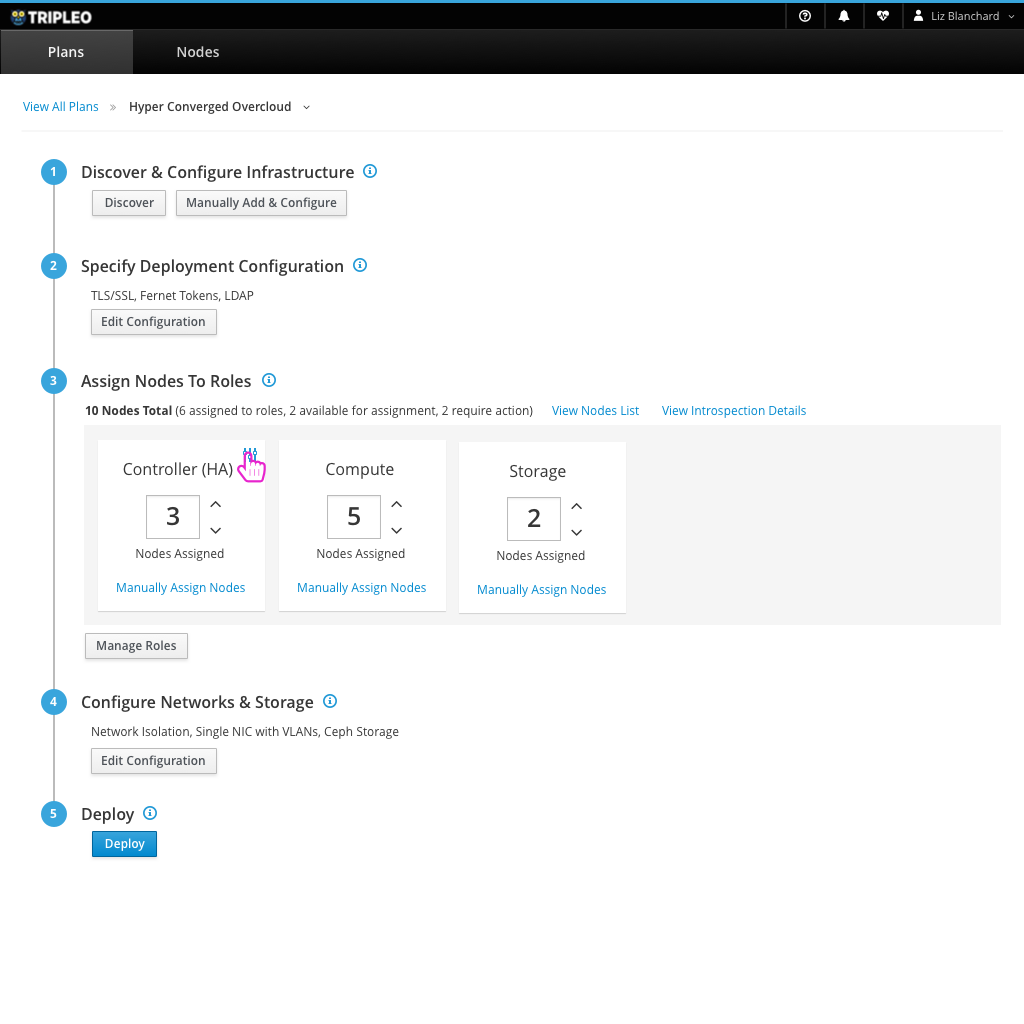 TRIPLEO
Liz Blanchard
Plans Nodes
View All Plans » Hyper Converged Overcloud
1 Discover & Configure Infrastructure
Discover Manually Add & Configure
2 Specify Deployment Configuration
TLS/SSL, Fernet Tokens, LDAP
Edit Configuration
3 Assign Nodes To Roles
10 Nodes Total (6 assigned to roles, 2 available for assignment, 2 require action) View Nodes List View Introspection Details
Controller (HA)
3
Nodes Assigned
Manually Assign Nodes
Compute
5
Nodes Assigned
Manually Assign Nodes
Storage
2
Nodes Assigned
Manually Assign Nodes
Manage Roles
4 Configure Networks & Storage
Network Isolation, Single NIC with VLANs, Ceph Storage
Edit Configuration
5 Deploy
Deploy